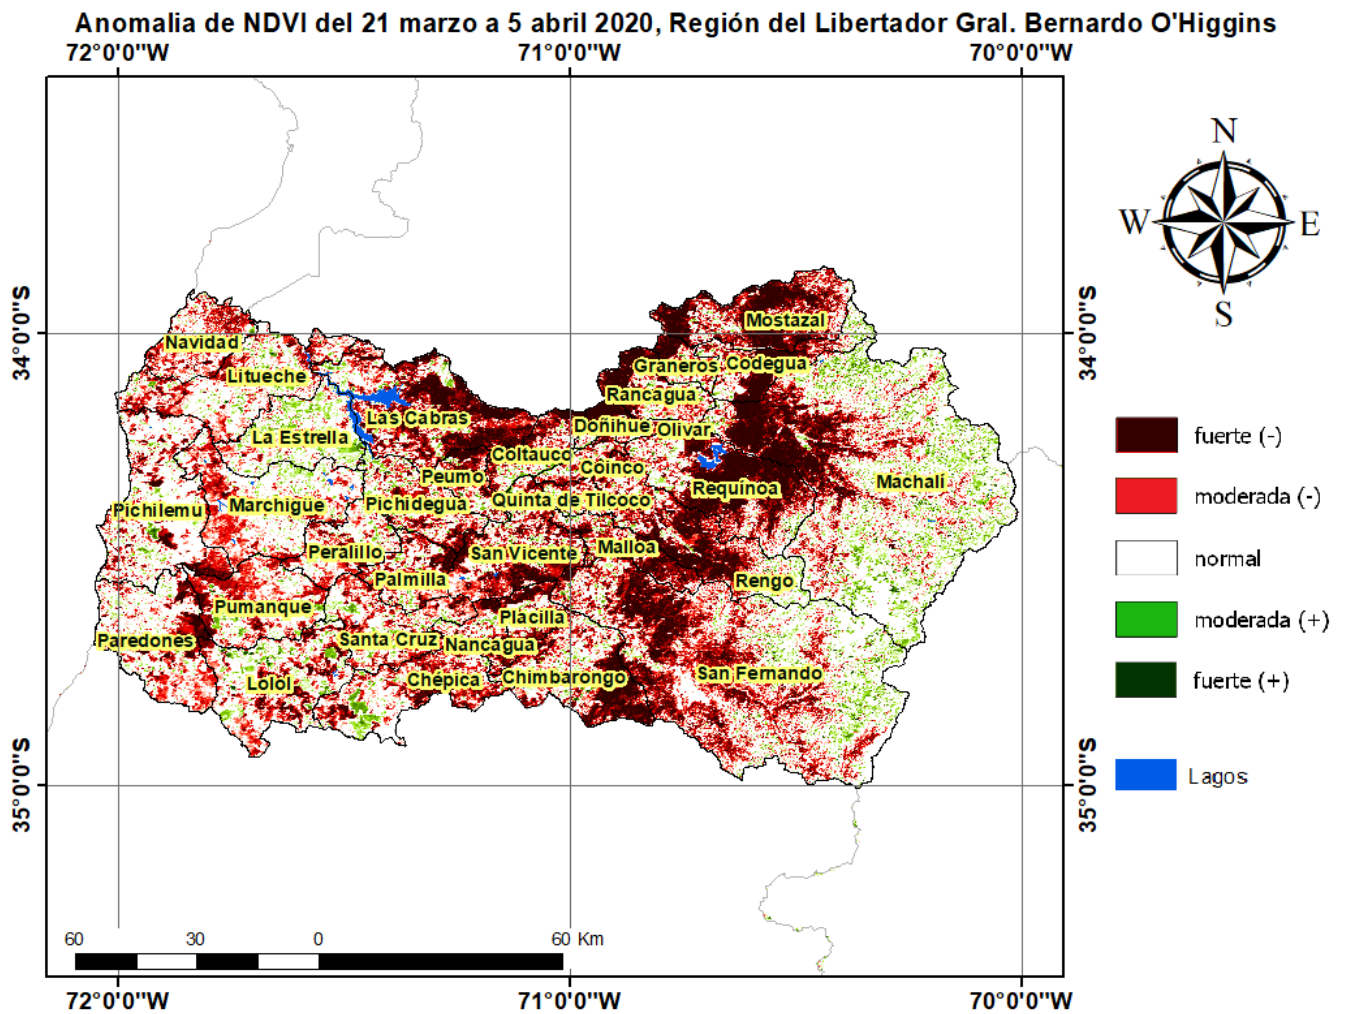 Anomalia de NDVI del 21 marzo a 5 abril 2020, Región del Libertador Gral. Bernardo O'Higgins
72°0'0"W
71°0'0"W
70°0'0"W
34°0'0"S
34°0'0"S
N
W
E
S
Mostazal
Navidad
Graneros
Codegua
Litueche
Rancagua
Las Cabras
Doñihue
Olivar
La Estrella
Coltauco
Coinco
Peumo
Machalí
Requínoa
Pichilemu
Marchigüe
Pichidegua
Quinta de Tilcoco
Peralillo
San Vicente
Malloa
Palmilla
Rengo
Pumanque
Placilla
Paredones
Santa Cruz
Nancagua
Lolol
Chépica
Chimbarongo
San Fernando
fuerte (-)
moderada (-)
normal
moderada (+)
fuerte (+)
Lagos
35°0'0"S
35°0'0"S
60
30
0
60 Km
72°0'0"W
71°0'0"W
70°0'0"W